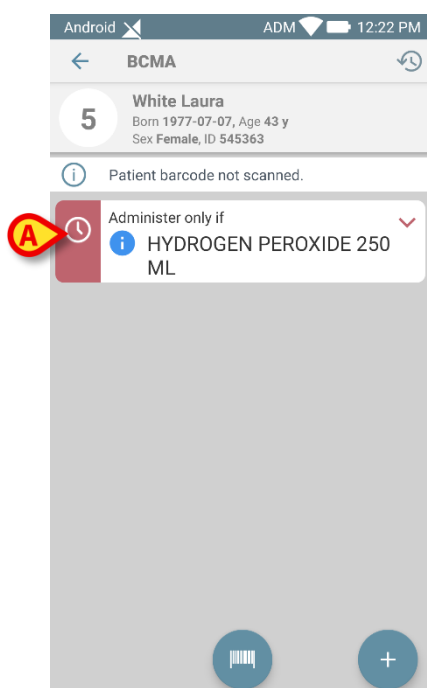 Android ADM 12:22 PM
BCMA
5
White Laura
Born 1977-07-07, Age 43 y
Sex Female, ID 545363
i Patient barcode not scanned.
A
Administer only if
i HYDROGEN PEROXIDE 250
ML
+